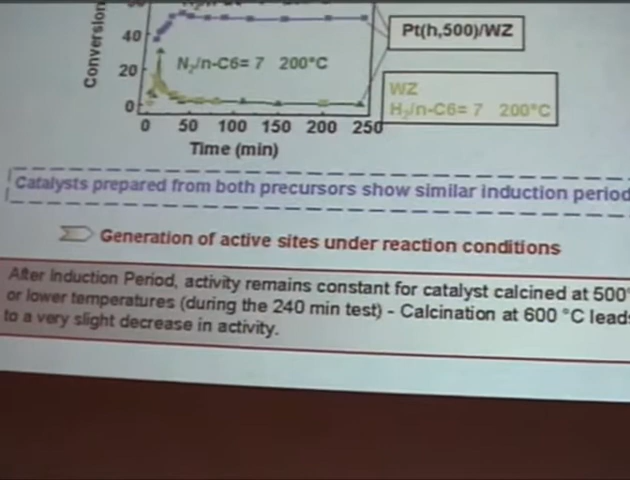 Conversion
40
20
0
Pt(h,500)/WZ
N₂/n-C6= 7 200°C
WZ
H₂/n-C6= 7 200°C
0 50 100 150 200 250
Time (min)
Catalysts prepared from both precursors show similar induction period
Generation of active sites under reaction conditions
After Induction Period, activity remains constant for catalyst calcined at 500°
or lower temperatures (during the 240 min test) - Calcination at 600 °C leads
to a very slight decrease in activity.